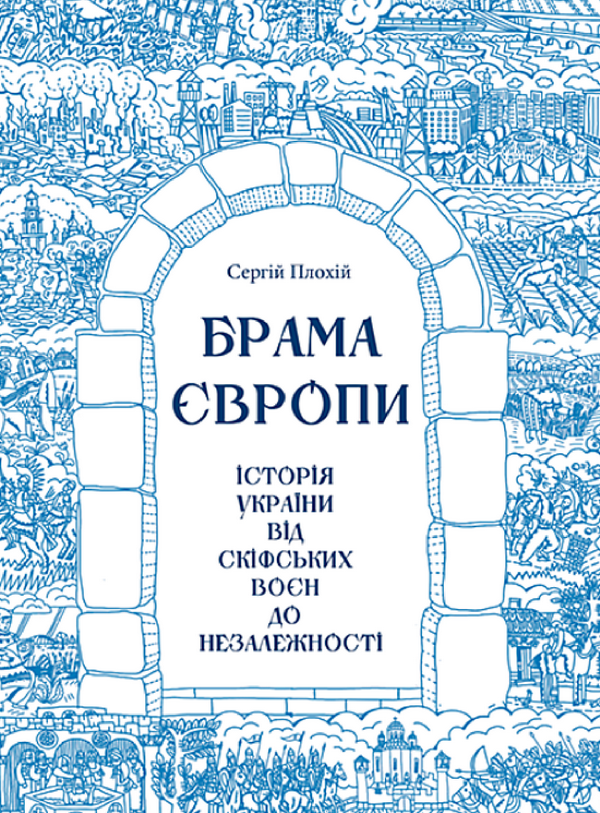 Сергій Плохій
БРАМА
ЄВРОПИ
ІСТОРІЯ
УКРАЇНИ
ВІД
СКІФСЬКИХ
ВОЄН
ДО
НЕЗАЛЕЖНОСТІ